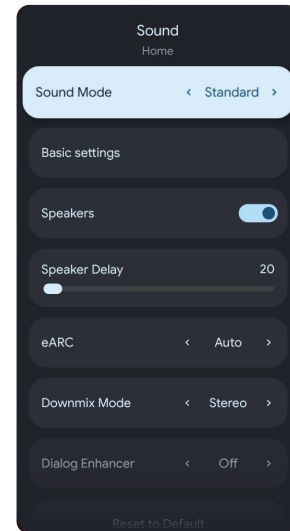 Sound
Home
Sound Mode < Standard >
Basic settings
Speakers
Speaker Delay 20
eARC < Auto >
Downmix Mode < Stereo >
Dialog Enhancer < Off >
Reset to Default